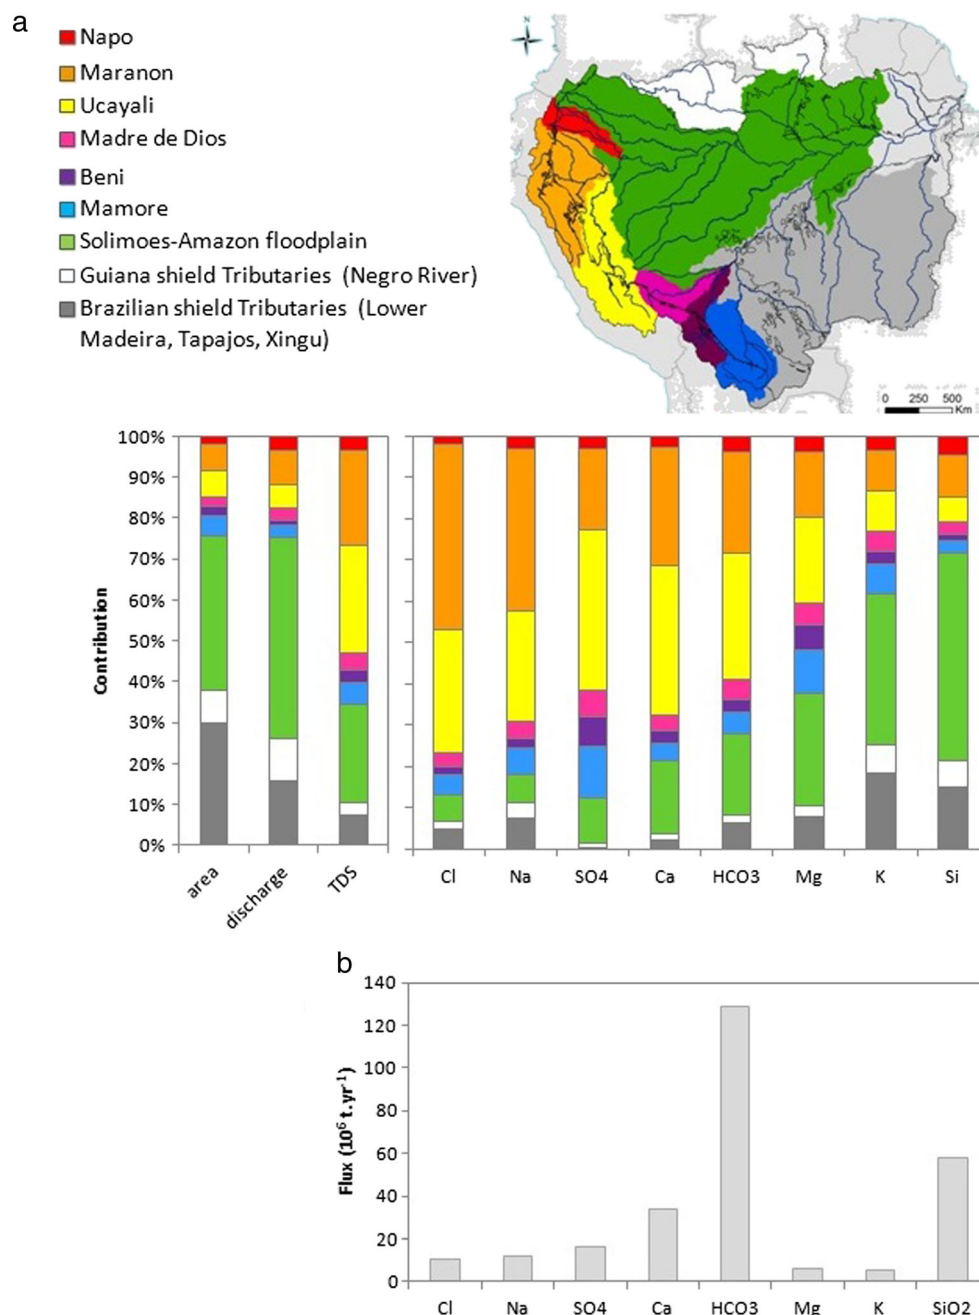 a
Napo
Maranon
Ucayali
Madre de Dios
Beni
Mamore
Solimoes-Amazon floodplain
Guiana shield Tributaries (Negro River)
Brazilian shield Tributaries (Lower
Madeira, Tapajos, Xingu)
N
0 250 500
Km
100%
90%
80%
70%
60%
50%
40%
30%
20%
10%
0%
Contribution
area
discharge
TDS
Cl
Na
SO4
Ca
HCO3
Mg
K
Si
b
140
120
100
80
60
40
20
0
Flux (10⁶ t.yr⁻¹)
Cl
Na
SO4
Ca
HCO3
Mg
K
SiO2